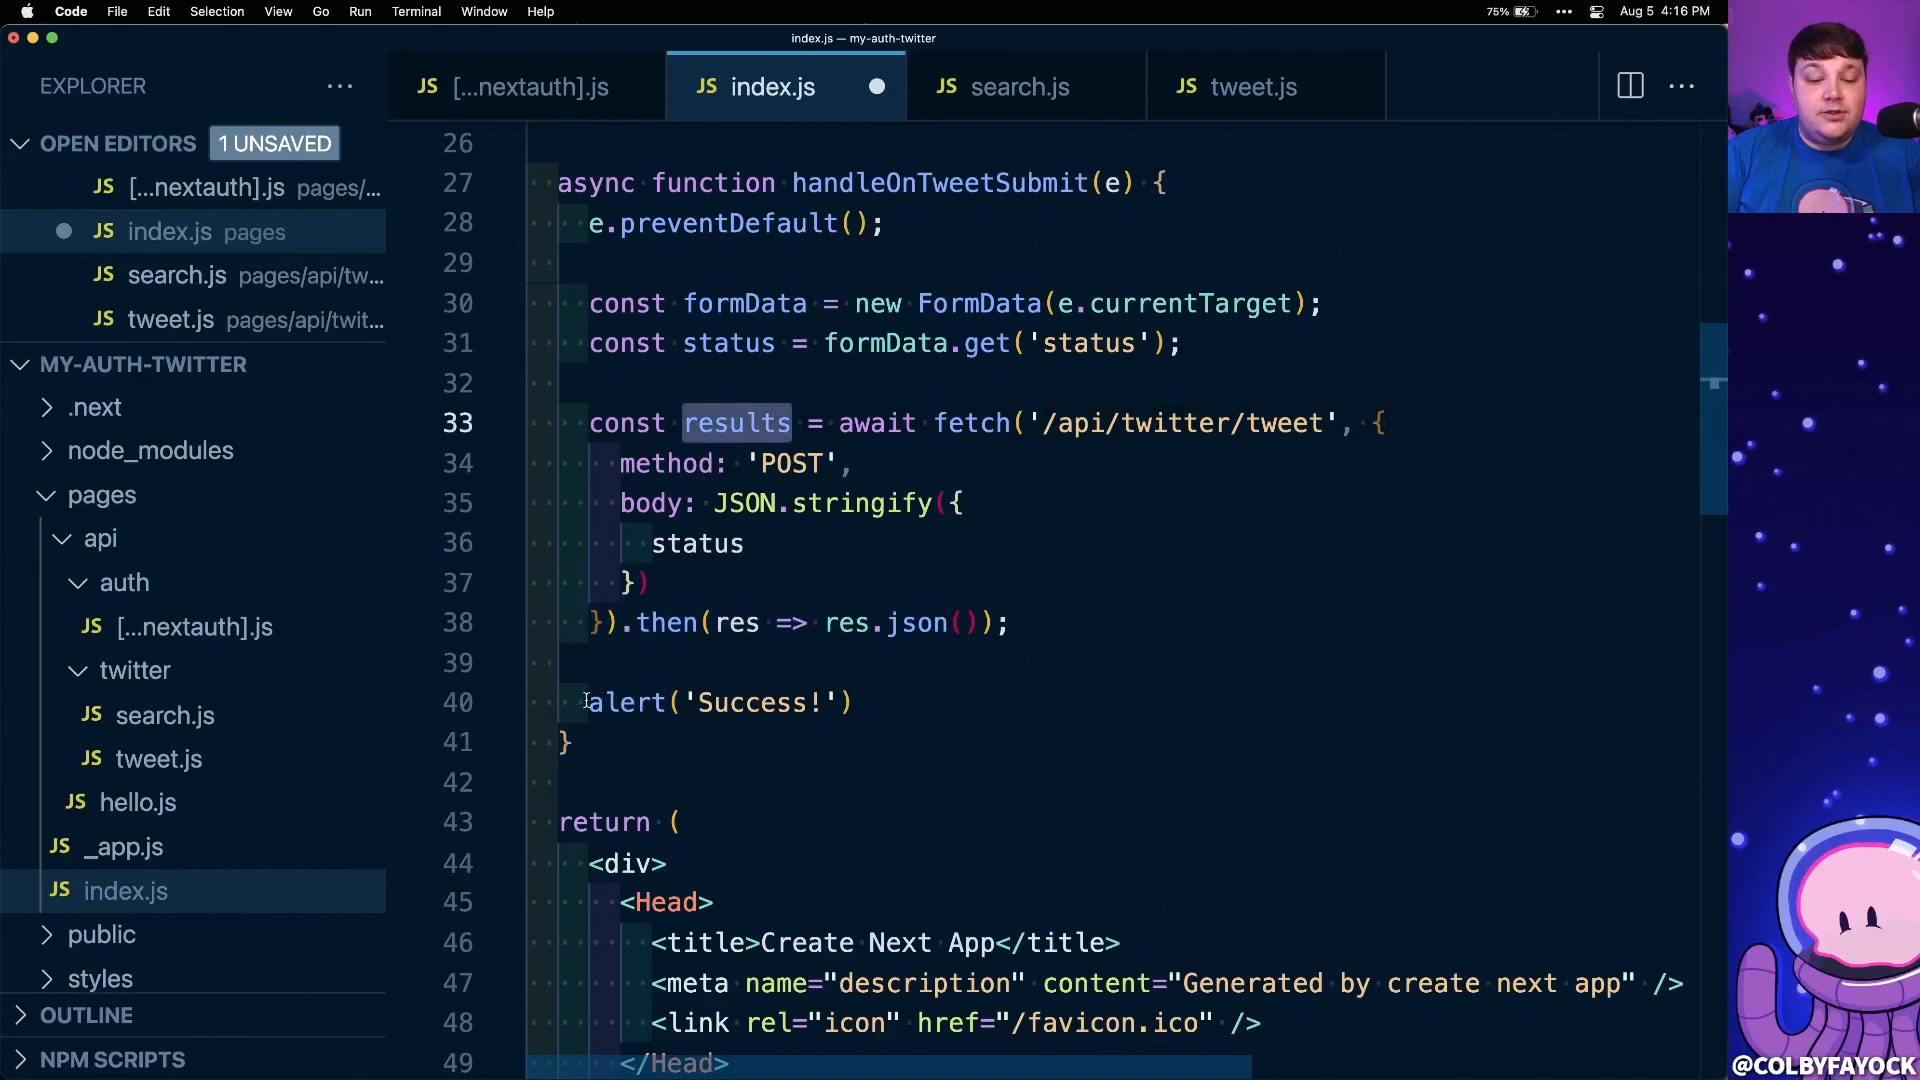 Code File Edit Selection View Go Run Terminal Window Help 75% Aug 5 4:16 PM
index.js — my-auth-twitter
EXPLORER
OPEN EDITORS 1 UNSAVED
JS [...nextauth].js pages/...
JS index.js pages
JS search.js pages/api/tw...
JS tweet.js pages/api/twit...
MY-AUTH-TWITTER
.next
node_modules
pages
api
auth
JS [...nextauth].js
twitter
JS search.js
JS tweet.js
JS hello.js
JS _app.js
JS index.js
public
styles
OUTLINE
NPM SCRIPTS
JS [...nextauth].js JS index.js JS search.js JS tweet.js
26
27 async function handleOnTweetSubmit(e) {
28 e.preventDefault();
29
30 const formData = new FormData(e.currentTarget);
31 const status = formData.get('status');
32
33 const results = await fetch('/api/twitter/tweet', {
34 method: 'POST',
35 body: JSON.stringify({
36 status
37 })
38 }).then(res => res.json());
39
40 alert('Success!')
41 }
42
43 return (
44 <div>
45 <Head>
46 <title>Create Next App</title>
47 <meta name="description" content="Generated by create next app" />
48 <link rel="icon" href="/favicon.ico" />
49 </Head>
@COLBYFAYOCK